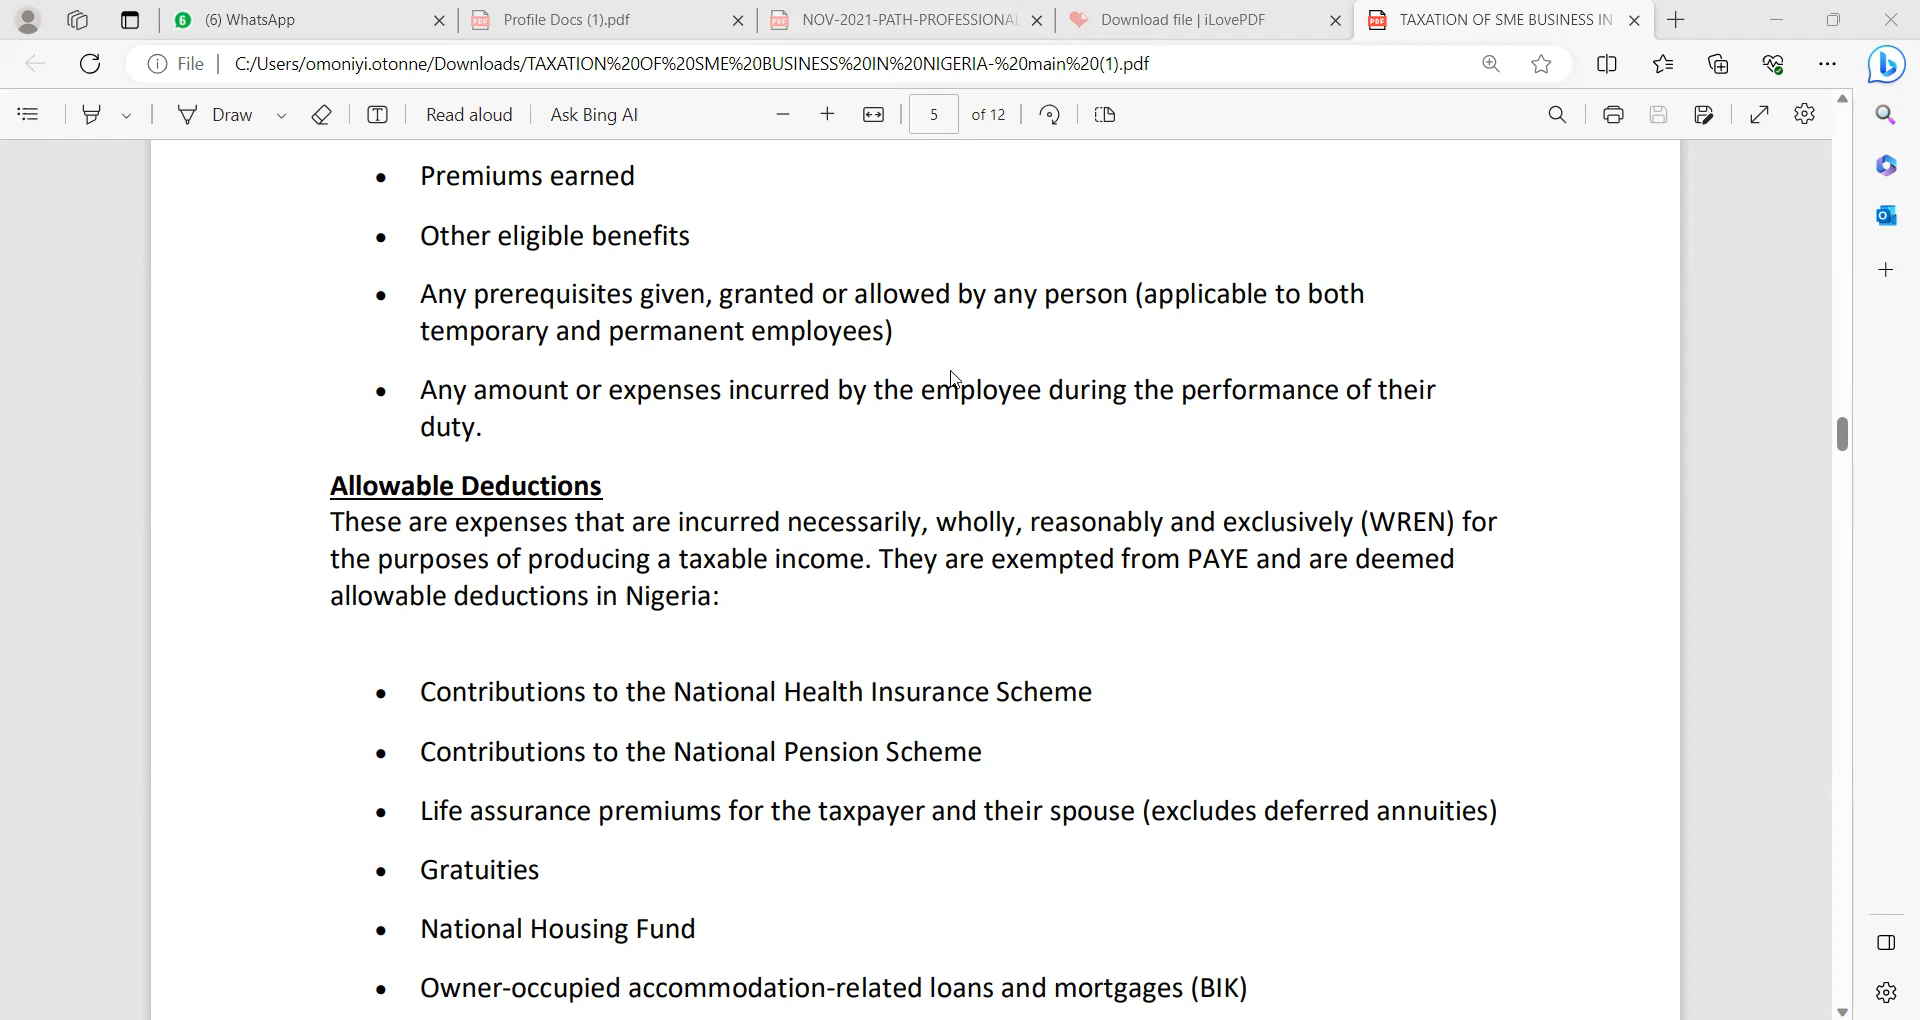 6 (6) WhatsApp
Profile Docs (1).pdf
NOV-2021-PATH-PROFESSIONAL
Download file | iLovePDF
TAXATION OF SME BUSINESS IN
File
C:/Users/omoniyi.otonne/Downloads/TAXATION%20OF%20SME%20BUSINESS%20IN%20NIGERIA-%20main%20(1).pdf
Draw
Read aloud
Ask Bing AI
5 of 12
• Premiums earned
• Other eligible benefits
• Any prerequisites given, granted or allowed by any person (applicable to both
temporary and permanent employees)
• Any amount or expenses incurred by the employee during the performance of their
duty.
Allowable Deductions
These are expenses that are incurred necessarily, wholly, reasonably and exclusively (WREN) for
the purposes of producing a taxable income. They are exempted from PAYE and are deemed
allowable deductions in Nigeria:
• Contributions to the National Health Insurance Scheme
• Contributions to the National Pension Scheme
• Life assurance premiums for the taxpayer and their spouse (excludes deferred annuities)
• Gratuities
• National Housing Fund
• Owner-occupied accommodation-related loans and mortgages (BIK)